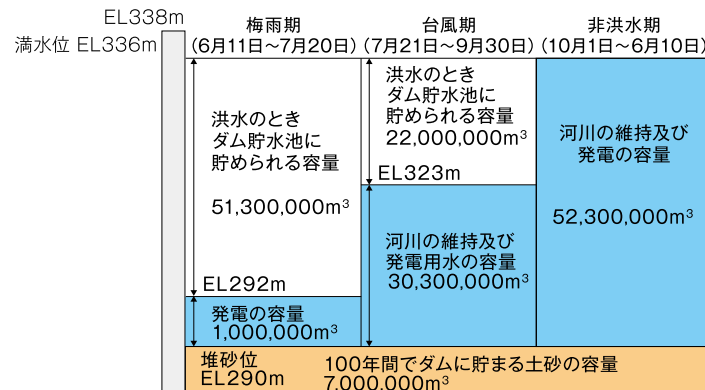 EL338m
満水位 EL336m
梅雨期
(6月11日～7月20日)
台風期
(7月21日～9月30日)
非洪水期
(10月1日～6月10日)
洪水のとき
ダム貯水池に
貯められる容量
51,300,000m³
EL292m
発電の容量
1,000,000m³
洪水のとき
ダム貯水池に
貯められる容量
22,000,000m³
EL323m
河川の維持及び
発電用水の容量
30,300,000m³
河川の維持及び
発電の容量
52,300,000m³
堆砂位
EL290m
100年間でダムに貯まる土砂の容量
7,000,000m³